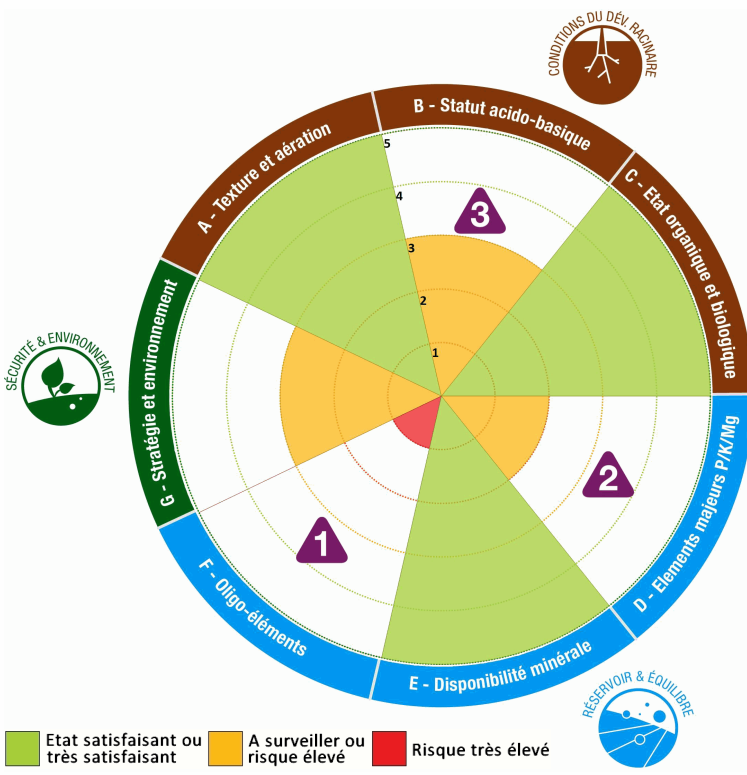 CONDITIONS DU DÉV. RACINAIRE
B - Statut acido-basique
A - Texture et aération
C - Etat organique et biologique
5
4
3
3
2
1
SÉCURITÉ & ENVIRONNEMENT
G - Stratégie et environnement
D - Elements majeurs P/K/Mg
2
1
F - Oligo-éléments
E - Disponibilité minérale
RÉSERVOIR & ÉQUILIBRE
Etat satisfaisant ou
très satisfaisant
A surveiller ou
risque élevé
Risque très élevé